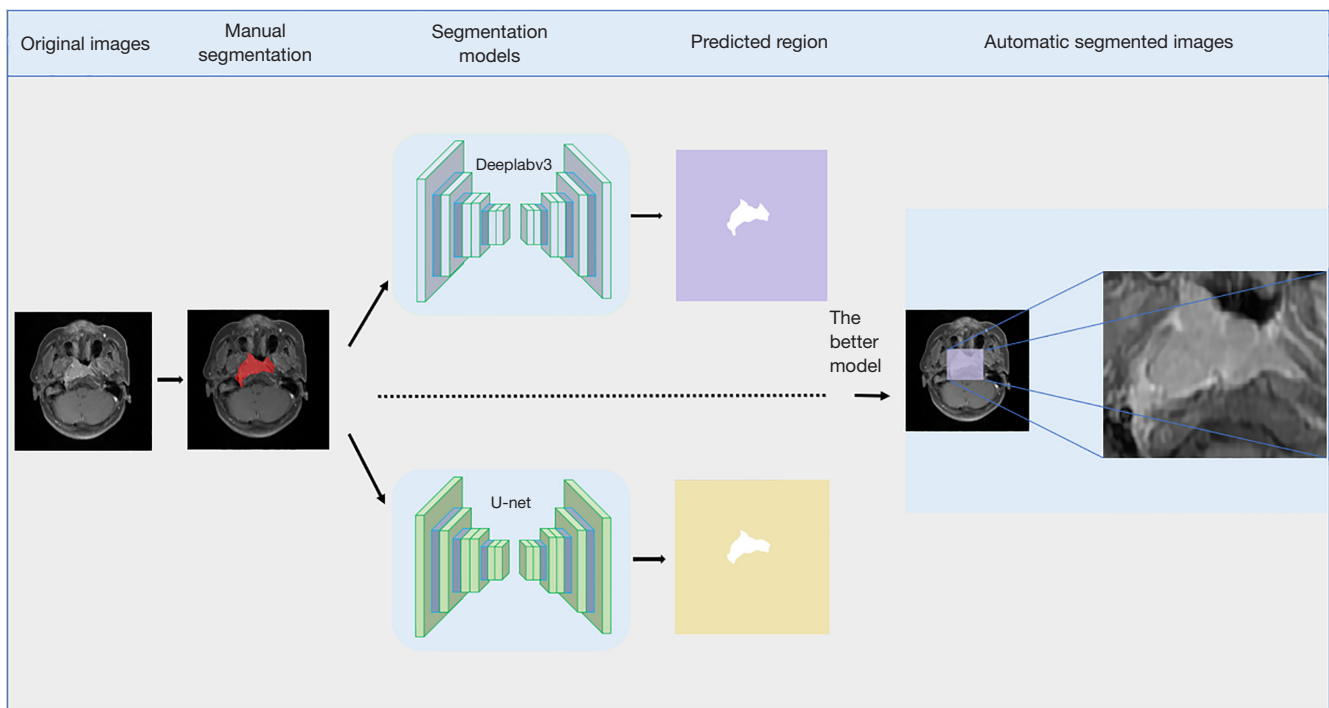 Original images
Manual
segmentation
Segmentation
models
Predicted region
Automatic segmented images
Deeplabv3
The
better
model
U-net